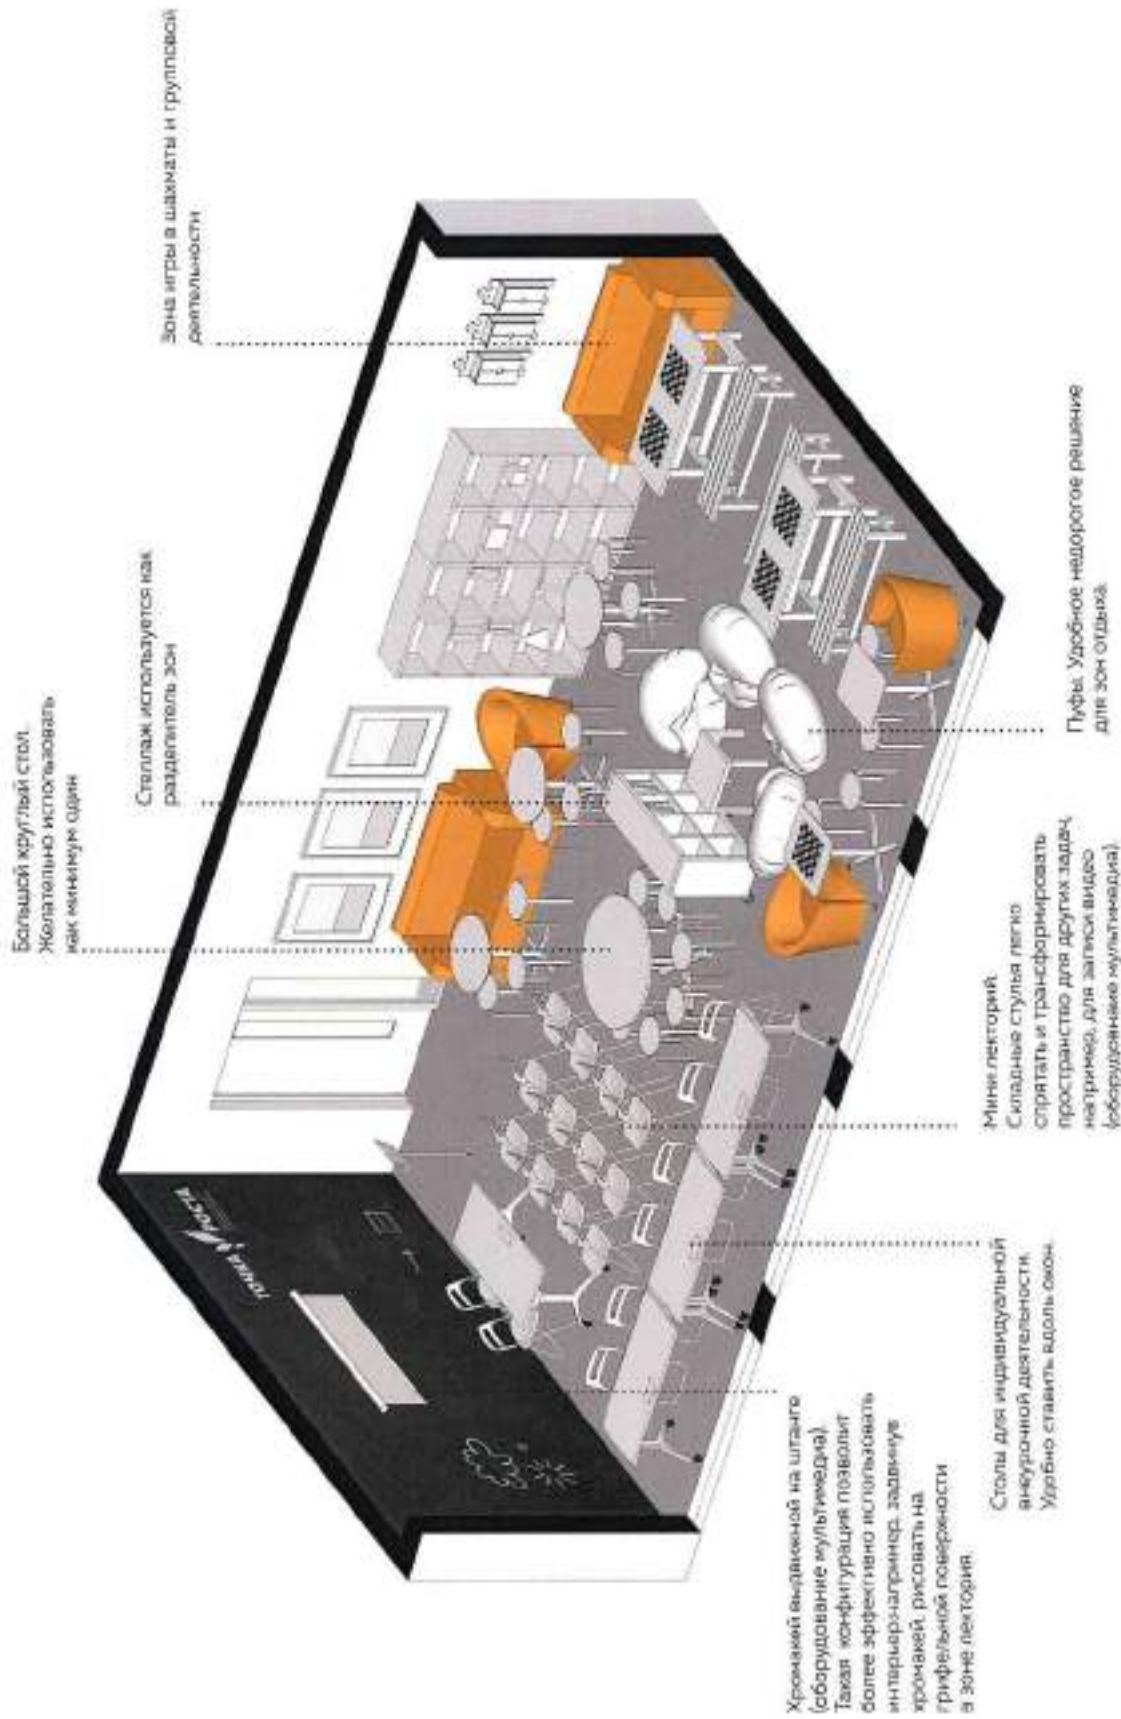 Большой круглый стол.
Желательно использовать
как минимум один
Стеллаж используется как
разделитель зон
Зона игры в шахматы и групповой
деятельности
ТОЧКА РОСТА
Хромакей выдвижной на штанге
(оборудование мультимедиа).
Такая конфигурация позволит
более эффективно использовать
интерьер:например, задвинув
хромакей, рисовать на
грифельной поверхности
в зоне лектория.
Столы для индивидуальной
внеурочной деятельности.
Удобно ставить вдоль окон.
Мини лекторий.
Складные стулья легко
спрятать и трансформировать
пространство для других задач,
например, для записи видео
(оборудование мультимедиа).
Пуфы. Удобное недорогое решение
для зон отдыха.